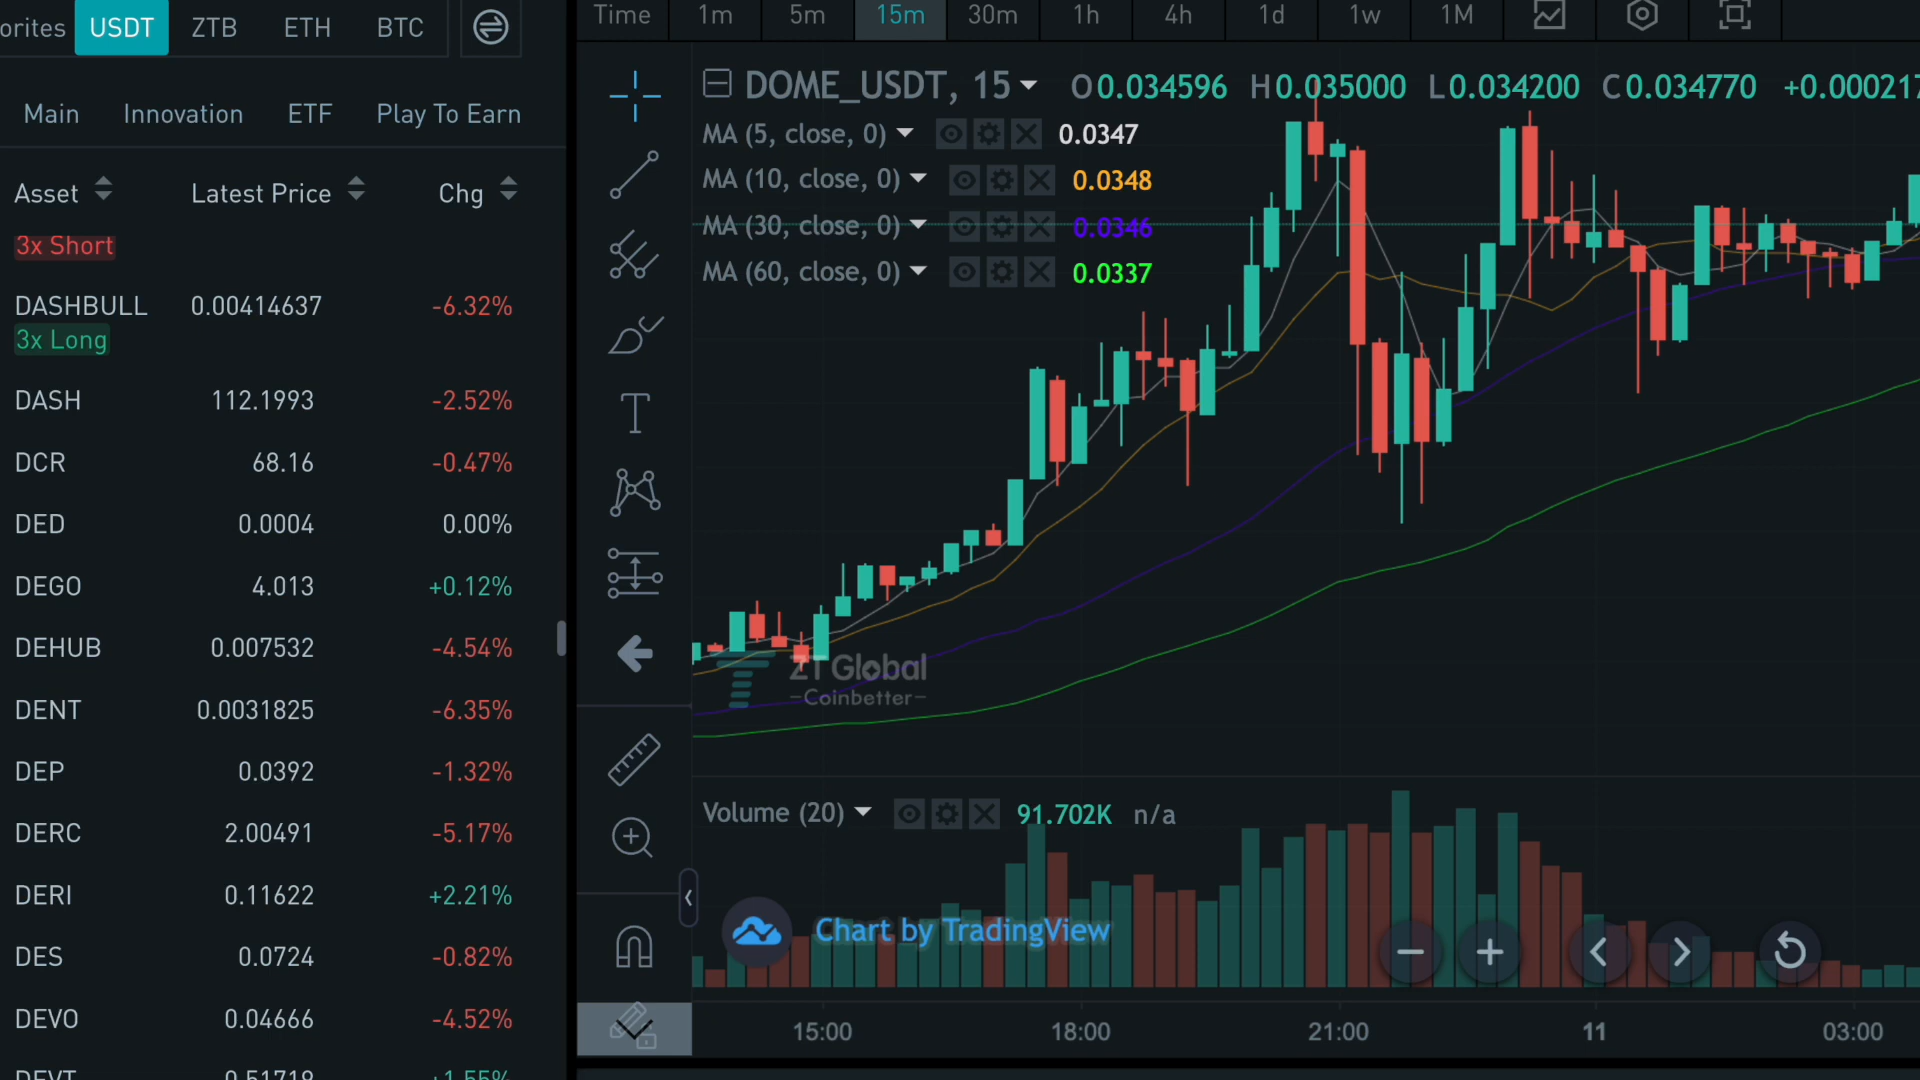 orites USDT ZTB ETH BTC
Time 1m 5m 15m 30m 1h 4h 1d 1w 1M
Main Innovation ETF Play To Earn
Asset Latest Price Chg
3x Short
DASHBULL 0.00414637 -6.32%
3x Long
DASH 112.1993 -2.52%
DCR 68.16 -0.47%
DED 0.0004 0.00%
DEGO 4.013 +0.12%
DEHUB 0.007532 -4.54%
DENT 0.0031825 -6.35%
DEP 0.0392 -1.32%
DERC 2.00491 -5.17%
DERI 0.11622 +2.21%
DES 0.0724 -0.82%
DEVO 0.04666 -4.52%
DEVT 0.51719 +1.55%
DOME_USDT, 15 O0.034596 H0.035000 L0.034200 C0.034770 +0.000217
MA (5, close, 0) 0.0347
MA (10, close, 0) 0.0348
MA (30, close, 0) 0.0346
MA (60, close, 0) 0.0337
ZT Global
Coinbetter
Volume (20) 91.702K n/a
Chart by TradingView
15:00 18:00 21:00 11 03:00